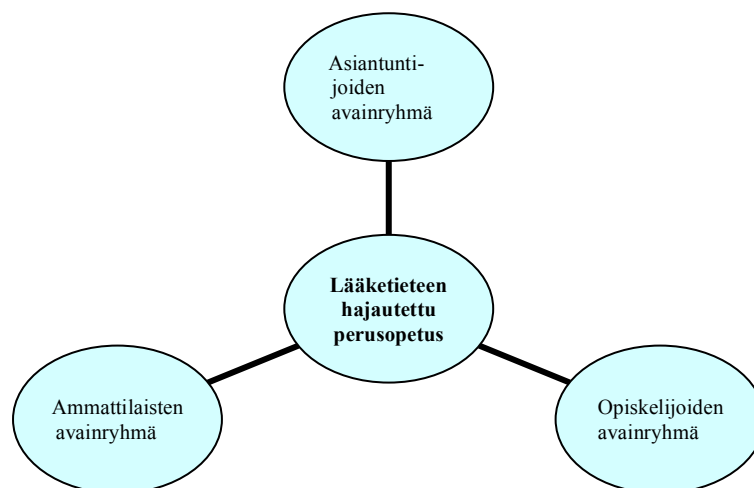 Asiantunti-
joiden
avainryhmä
Lääketieteen
hajautettu
perusopetus
Ammattilaisten
avainryhmä
Opiskelijoiden
avainryhmä